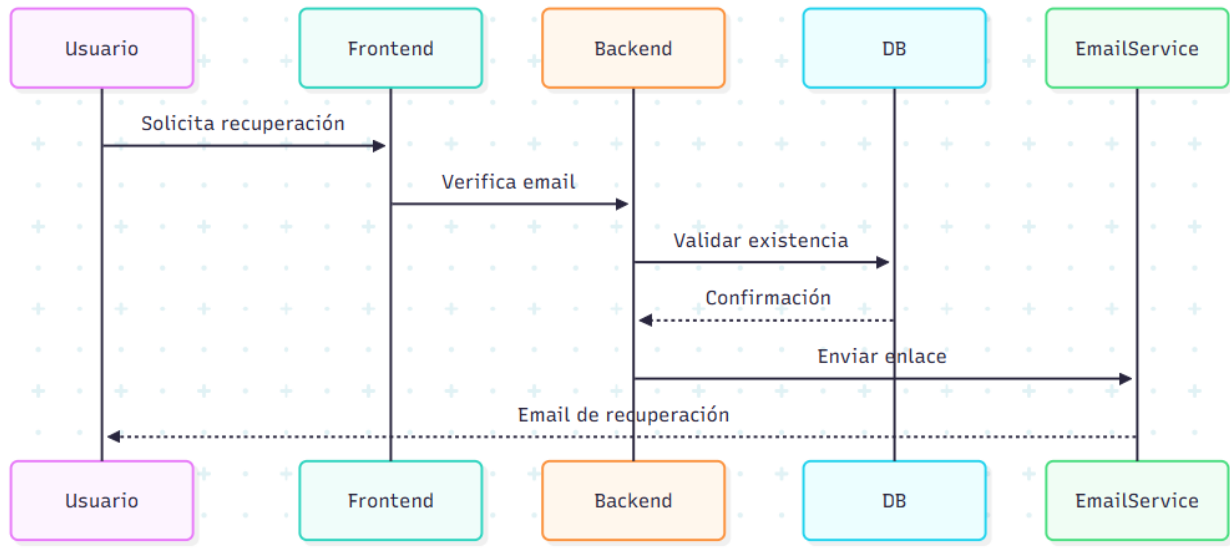 Usuario
Frontend
Backend
DB
EmailService
Solicita recuperación
Verifica email
Validar existencia
Confirmación
Enviar enlace
Email de recuperación
Usuario
Frontend
Backend
DB
EmailService